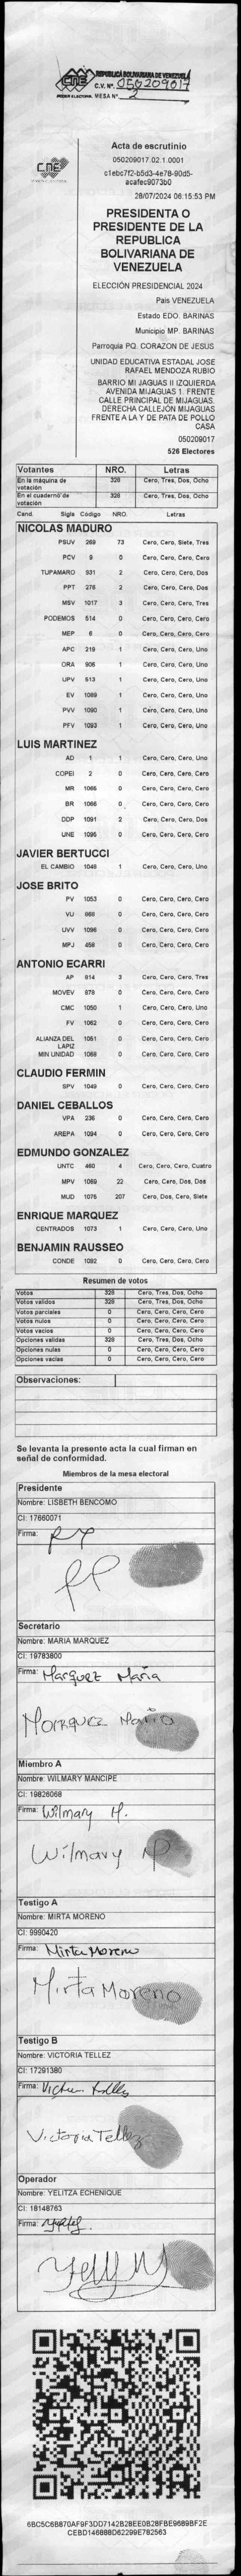 CNE
PODER ELECTORAL
REPUBLICA BOLIVARIANA DE VENEZUELA
C.V. Nº 050209017
MESA Nº 2
CNE
Acta de escrutinio
050209017.02.1.0001
c1ebc7f2-b5d3-4e78-90d5-
acafec9073b0
28/07/2024 06:15:53 PM
PRESIDENTA O
PRESIDENTE DE LA
REPUBLICA
BOLIVARIANA DE
VENEZUELA
ELECCIÓN PRESIDENCIAL 2024
Pais VENEZUELA
Estado EDO. BARINAS
Municipio MP. BARINAS
Parroquia PQ. CORAZON DE JESUS
UNIDAD EDUCATIVA ESTADAL JOSE
RAFAEL MENDOZA RUBIO
BARRIO MI JAGUAS II IZQUIERDA
AVENIDA MIJAGUAS 1. FRENTE
CALLE PRINCIPAL DE MIJAGUAS.
DERECHA CALLEJÓN MIJAGUAS
FRENTE A LA Y DE PATA DE POLLO
CASA
050209017
526 Electores
Votantes NRO. Letras
En la máquina de votación 328 Cero, Tres, Dos, Ocho
En el cuaderno de votación 328 Cero, Tres, Dos, Ocho
Cand. Sigla Código NRO. Letras
NICOLAS MADURO
PSUV 269 73 Cero, Cero, Siete, Tres
PCV 9 0 Cero, Cero, Cero, Cero
TUPAMARO 931 2 Cero, Cero, Cero, Dos
PPT 276 2 Cero, Cero, Cero, Dos
MSV 1017 3 Cero, Cero, Cero, Tres
PODEMOS 514 0 Cero, Cero, Cero, Cero
MEP 6 0 Cero, Cero, Cero, Cero
APC 219 1 Cero, Cero, Cero, Uno
ORA 906 1 Cero, Cero, Cero, Uno
UPV 613 1 Cero, Cero, Cero, Uno
EV 1089 1 Cero, Cero, Cero, Uno
PVV 1090 1 Cero, Cero, Cero, Uno
PFV 1093 1 Cero, Cero, Cero, Uno
LUIS MARTINEZ
AD 1 1 Cero, Cero, Cero, Uno
COPEI 2 0 Cero, Cero, Cero, Cero
MR 1065 0 Cero, Cero, Cero, Cero
BR 1066 0 Cero, Cero, Cero, Cero
DDP 1091 2 Cero, Cero, Cero, Dos
UNE 1095 0 Cero, Cero, Cero, Cero
JAVIER BERTUCCI
EL CAMBIO 1046 1 Cero, Cero, Cero, Uno
JOSE BRITO
PV 1053 0 Cero, Cero, Cero, Cero
VU 868 0 Cero, Cero, Cero, Cero
UVV 1096 0 Cero, Cero, Cero, Cero
MPJ 456 0 Cero, Cero, Cero, Cero
ANTONIO ECARRI
AP 814 3 Cero, Cero, Cero, Tres
MOVEV 878 0 Cero, Cero, Cero, Cero
CMC 1050 1 Cero, Cero, Cero, Uno
FV 1062 0 Cero, Cero, Cero, Cero
ALIANZA DEL LAPIZ 1051 0 Cero, Cero, Cero, Cero
MIN UNIDAD 1068 0 Cero, Cero, Cero, Cero
CLAUDIO FERMIN
SPV 1049 0 Cero, Cero, Cero, Cero
DANIEL CEBALLOS
VPA 236 0 Cero, Cero, Cero, Cero
AREPA 1094 0 Cero, Cero, Cero, Cero
EDMUNDO GONZALEZ
UNTC 460 4 Cero, Cero, Cero, Cuatro
MPV 1069 22 Cero, Cero, Dos, Dos
MUD 1075 207 Cero, Dos, Cero, Siete
ENRIQUE MARQUEZ
CENTRADOS 1073 1 Cero, Cero, Cero, Uno
BENJAMIN RAUSSEO
CONDE 1092 0 Cero, Cero, Cero, Cero
Resumen de votos
Votos 328 Cero, Tres, Dos, Ocho
Votos validos 328 Cero, Tres, Dos, Ocho
Votos parciales 0 Cero, Cero, Cero, Cero
Votos nulos 0 Cero, Cero, Cero, Cero
Votos vacios 0 Cero, Cero, Cero, Cero
Opciones validas 328 Cero, Tres, Dos, Ocho
Opciones nulas 0 Cero, Cero, Cero, Cero
Opciones vacias 0 Cero, Cero, Cero, Cero
Observaciones:
Se levanta la presente acta la cual firman en
señal de conformidad.
Miembros de la mesa electoral
Presidente
Nombre: LISBETH BENCOMO
CI: 17660071
Firma:
Secretario
Nombre: MARIA MARQUEZ
CI: 19783800
Firma: Marquez Maria
Marquez Maria
Miembro A
Nombre: WILMARY MANCIPE
CI: 19826068
Firma: Wilmary M.
Wilmary M
Testigo A
Nombre: MIRTA MORENO
CI: 9990420
Firma: Mirta Moreno
Mirta Moreno
Testigo B
Nombre: VICTORIA TELLEZ
CI: 17291380
Firma: Victoria Tellez
Victoria Tellez
Operador
Nombre: YELITZA ECHENIQUE
CI: 18148763
Firma:
6BC5C6B870AF9F3DD7142B28EE0B28FBE9689BF2E
CEBD146888D62299E782563